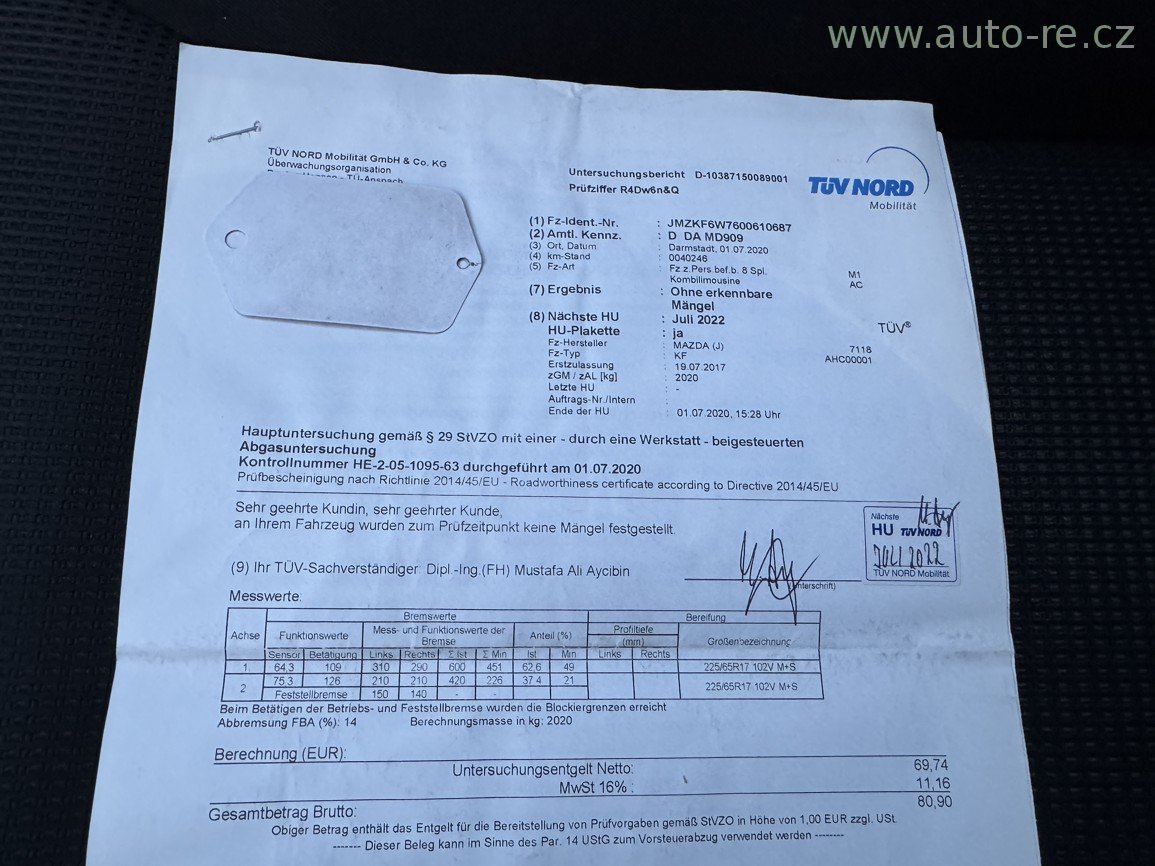 www.auto-re.cz
TÜV NORD Mobilität GmbH & Co. KG
Überwachungsorganisation
Untersuchungsbericht D-10387150089001
Prüfziffer R4Dw6n&Q
TÜV NORD
Mobilität
(1) Fz-Ident.-Nr. : JMZKF6W7600610687
(2) Amtl. Kennz. : D DA MD909
(3) Ort, Datum : Darmstadt, 01.07.2020
(4) km-Stand : 0040246
(5) Fz-Art : Fz.z.Pers.bef.b. 8 Spl. M1
Kombilimousine AC
(7) Ergebnis : Ohne erkennbare
Mängel
(8) Nächste HU : Juli 2022
HU-Plakette : ja
TÜV®
Fz-Hersteller : MAZDA (J) 7118
Fz-Typ : KF AHC00001
Erstzulassung : 19.07.2017
zGM / zAL [kg] : 2020
Letzte HU : -
Auftrags-Nr./Intern :
Ende der HU : 01.07.2020, 15:28 Uhr
Hauptuntersuchung gemäß § 29 StVZO mit einer - durch eine Werkstatt - beigesteuerten
Abgasuntersuchung
Kontrollnummer HE-2-05-1095-63 durchgeführt am 01.07.2020
Prüfbescheinigung nach Richtlinie 2014/45/EU - Roadworthiness certificate according to Directive 2014/45/EU
Sehr geehrte Kundin, sehr geehrter Kunde,
an Ihrem Fahrzeug wurden zum Prüfzeitpunkt keine Mängel festgestellt.
Nächste
HU TÜV NORD
JULI 2022
TÜV NORD Mobilität
(9) Ihr TÜV-Sachverständiger: Dipl.-Ing.(FH) Mustafa Ali Aycibin
(Unterschrift)
Messwerte:
Achse Bremswerte Bereifung
Funktionswerte Mess- und Funktionswerte der Bremse Anteil (%) Profiltiefe (mm) Größenbezeichnung
Sensor Betätigung Links Rechts Σ Ist Σ Min Ist Min Links Rechts
1. 64,3 109 310 290 600 451 62,6 49 225/65R17 102V M+S
2 75,3 126 210 210 420 226 37,4 21 225/65R17 102V M+S
Feststellbremse 150 140 - -
Beim Betätigen der Betriebs- und Feststellbremse wurden die Blockiergrenzen erreicht
Abbremsung FBA (%): 14 Berechnungsmasse in kg: 2020
Berechnung (EUR):
Untersuchungsentgelt Netto: 69,74
MwSt 16% : 11,16
Gesamtbetrag Brutto: 80,90
Obiger Betrag enthält das Entgelt für die Bereitstellung von Prüfvorgaben gemäß StVZO in Höhe von 1,00 EUR zzgl. USt.
------- Dieser Beleg kann im Sinne des Par. 14 UStG zum Vorsteuerabzug verwendet werden --------